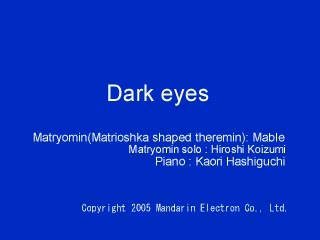 Dark eyes
Matryomin(Matrioshka shaped theremin): Mable
Matryomin solo : Hiroshi Koizumi
Piano : Kaori Hashiguchi
Copyright 2005 Mandarin Electron Co., Ltd.